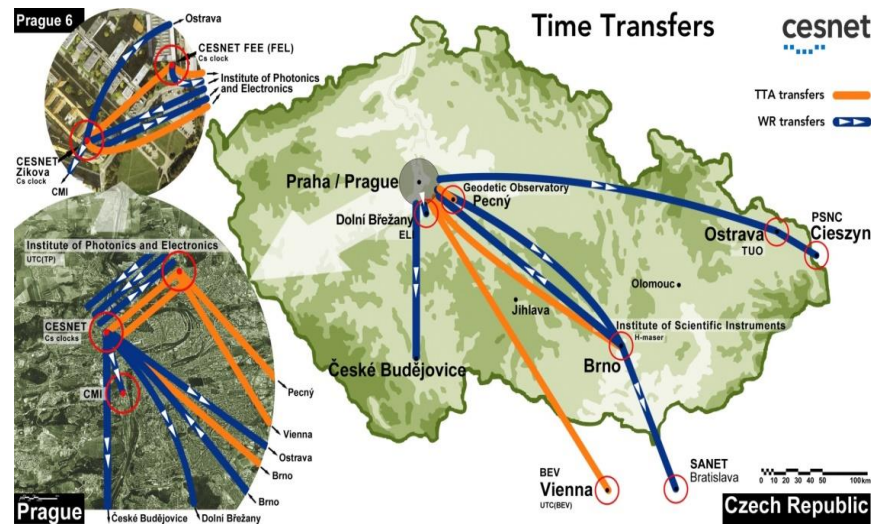 Prague 6
Ostrava
CESNET FEE (FEL)
Cs clock
Institute of Photonics
and Electronics
CESNET
Zikova
Cs clock
CMI
Time Transfers
cesnet
TTA transfers
WR transfers
Praha / Prague
Geodetic Observatory
Pecný
Dolní Břežany
ELI
Ostrava
TUO
PSNC
Cieszyn
Olomouc
Jihlava
Institute of Scientific Instruments
H-maser
Brno
České Budějovice
BEV
Vienna
UTC(BEV)
SANET
Bratislava
0 10 20 30 40 50 100km
Czech Republic
Institute of Photonics and Electronics
UTC(TP)
CESNET
Cs clocks
CMI
Pecný
Vienna
Ostrava
Brno
Brno
České Budějovice
Dolní Břežany
Prague